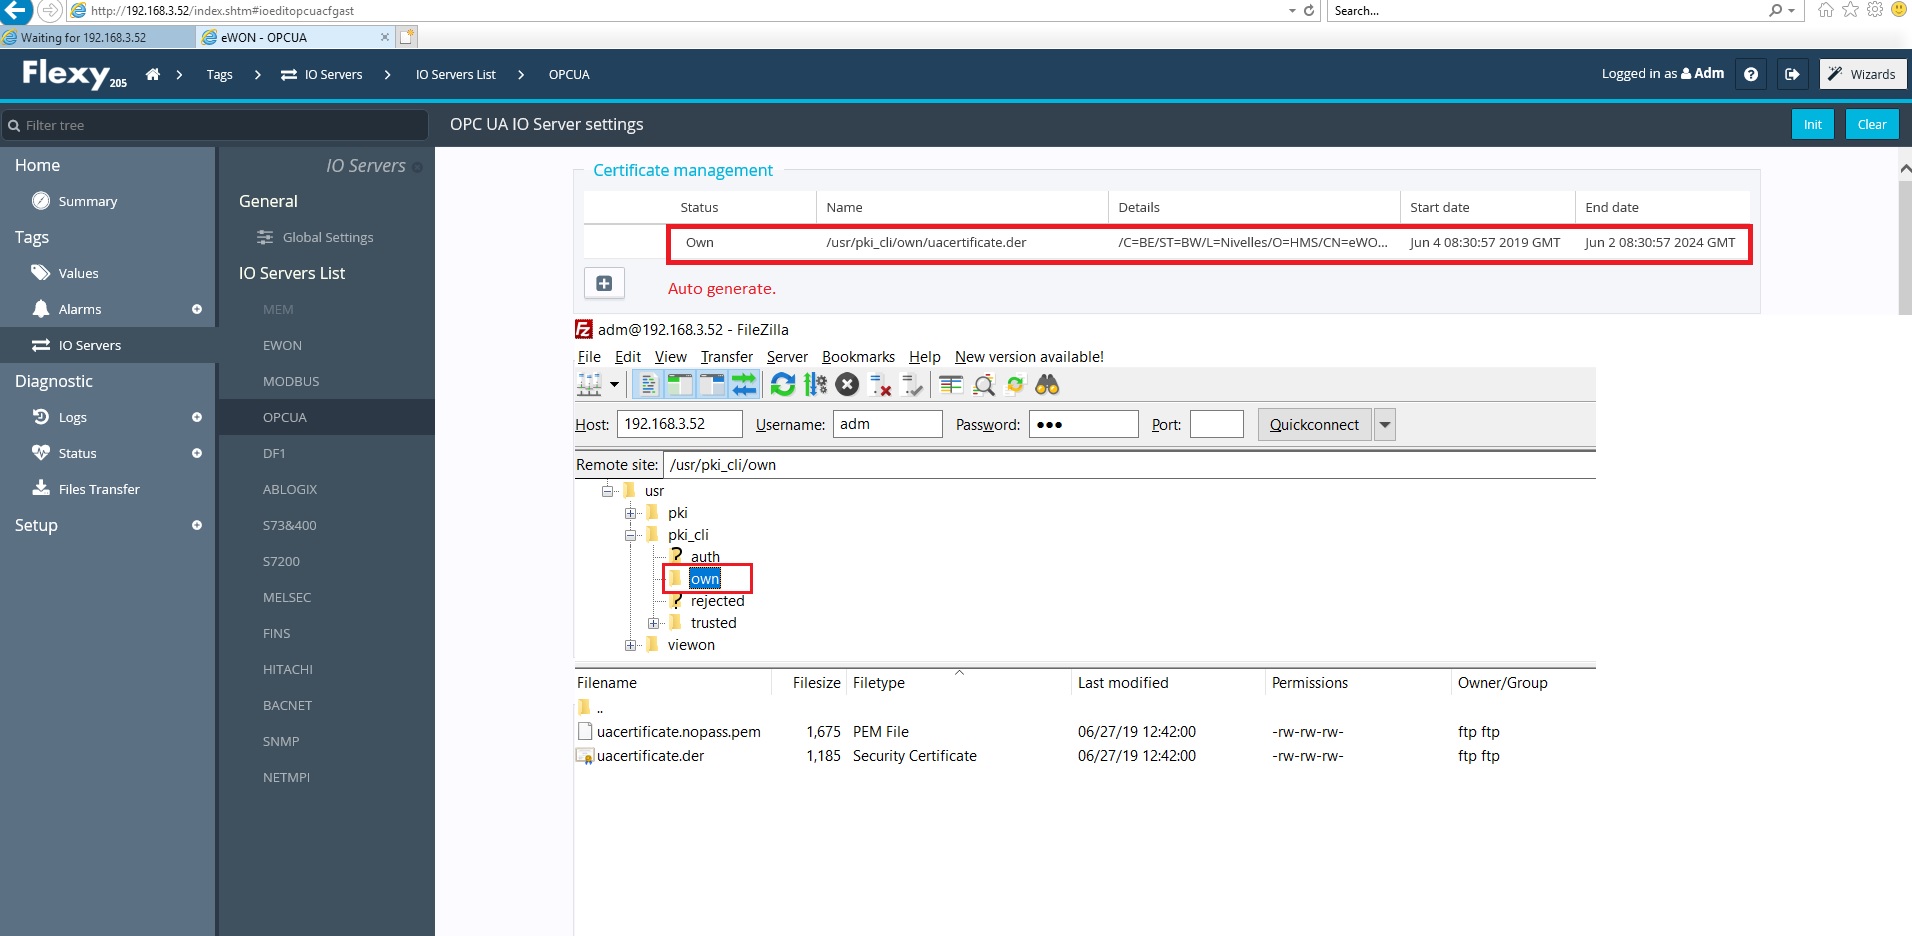 http://192.168.3.52/index.shtm#ioeditopcuacfgast
Search...
Waiting for 192.168.3.52
eWON - OPCUA
Flexy 205
Tags
IO Servers
IO Servers List
OPCUA
Logged in as Adm
Wizards
Filter tree
OPC UA IO Server settings
Init
Clear
Home
Summary
Tags
Values
Alarms
IO Servers
Diagnostic
Logs
Status
Files Transfer
Setup
IO Servers
General
Global Settings
IO Servers List
MEM
EWON
MODBUS
OPCUA
DF1
ABLOGIX
S73&400
S7200
MELSEC
FINS
HITACHI
BACNET
SNMP
NETMPI
Certificate management
Status Name Details Start date End date
Own /usr/pki_cli/own/uacertificate.der /C=BE/ST=BW/L=Nivelles/O=HMS/CN=eWO... Jun 4 08:30:57 2019 GMT Jun 2 08:30:57 2024 GMT
Auto generate.
adm@192.168.3.52 - FileZilla
File Edit View Transfer Server Bookmarks Help New version available!
Host: 192.168.3.52 Username: adm Password: ●●● Port: Quickconnect
Remote site: /usr/pki_cli/own
usr
pki
pki_cli
auth
own
rejected
trusted
viewon
Filename Filesize Filetype Last modified Permissions Owner/Group
..
uacertificate.nopass.pem 1,675 PEM File 06/27/19 12:42:00 -rw-rw-rw- ftp ftp
uacertificate.der 1,185 Security Certificate 06/27/19 12:42:00 -rw-rw-rw- ftp ftp